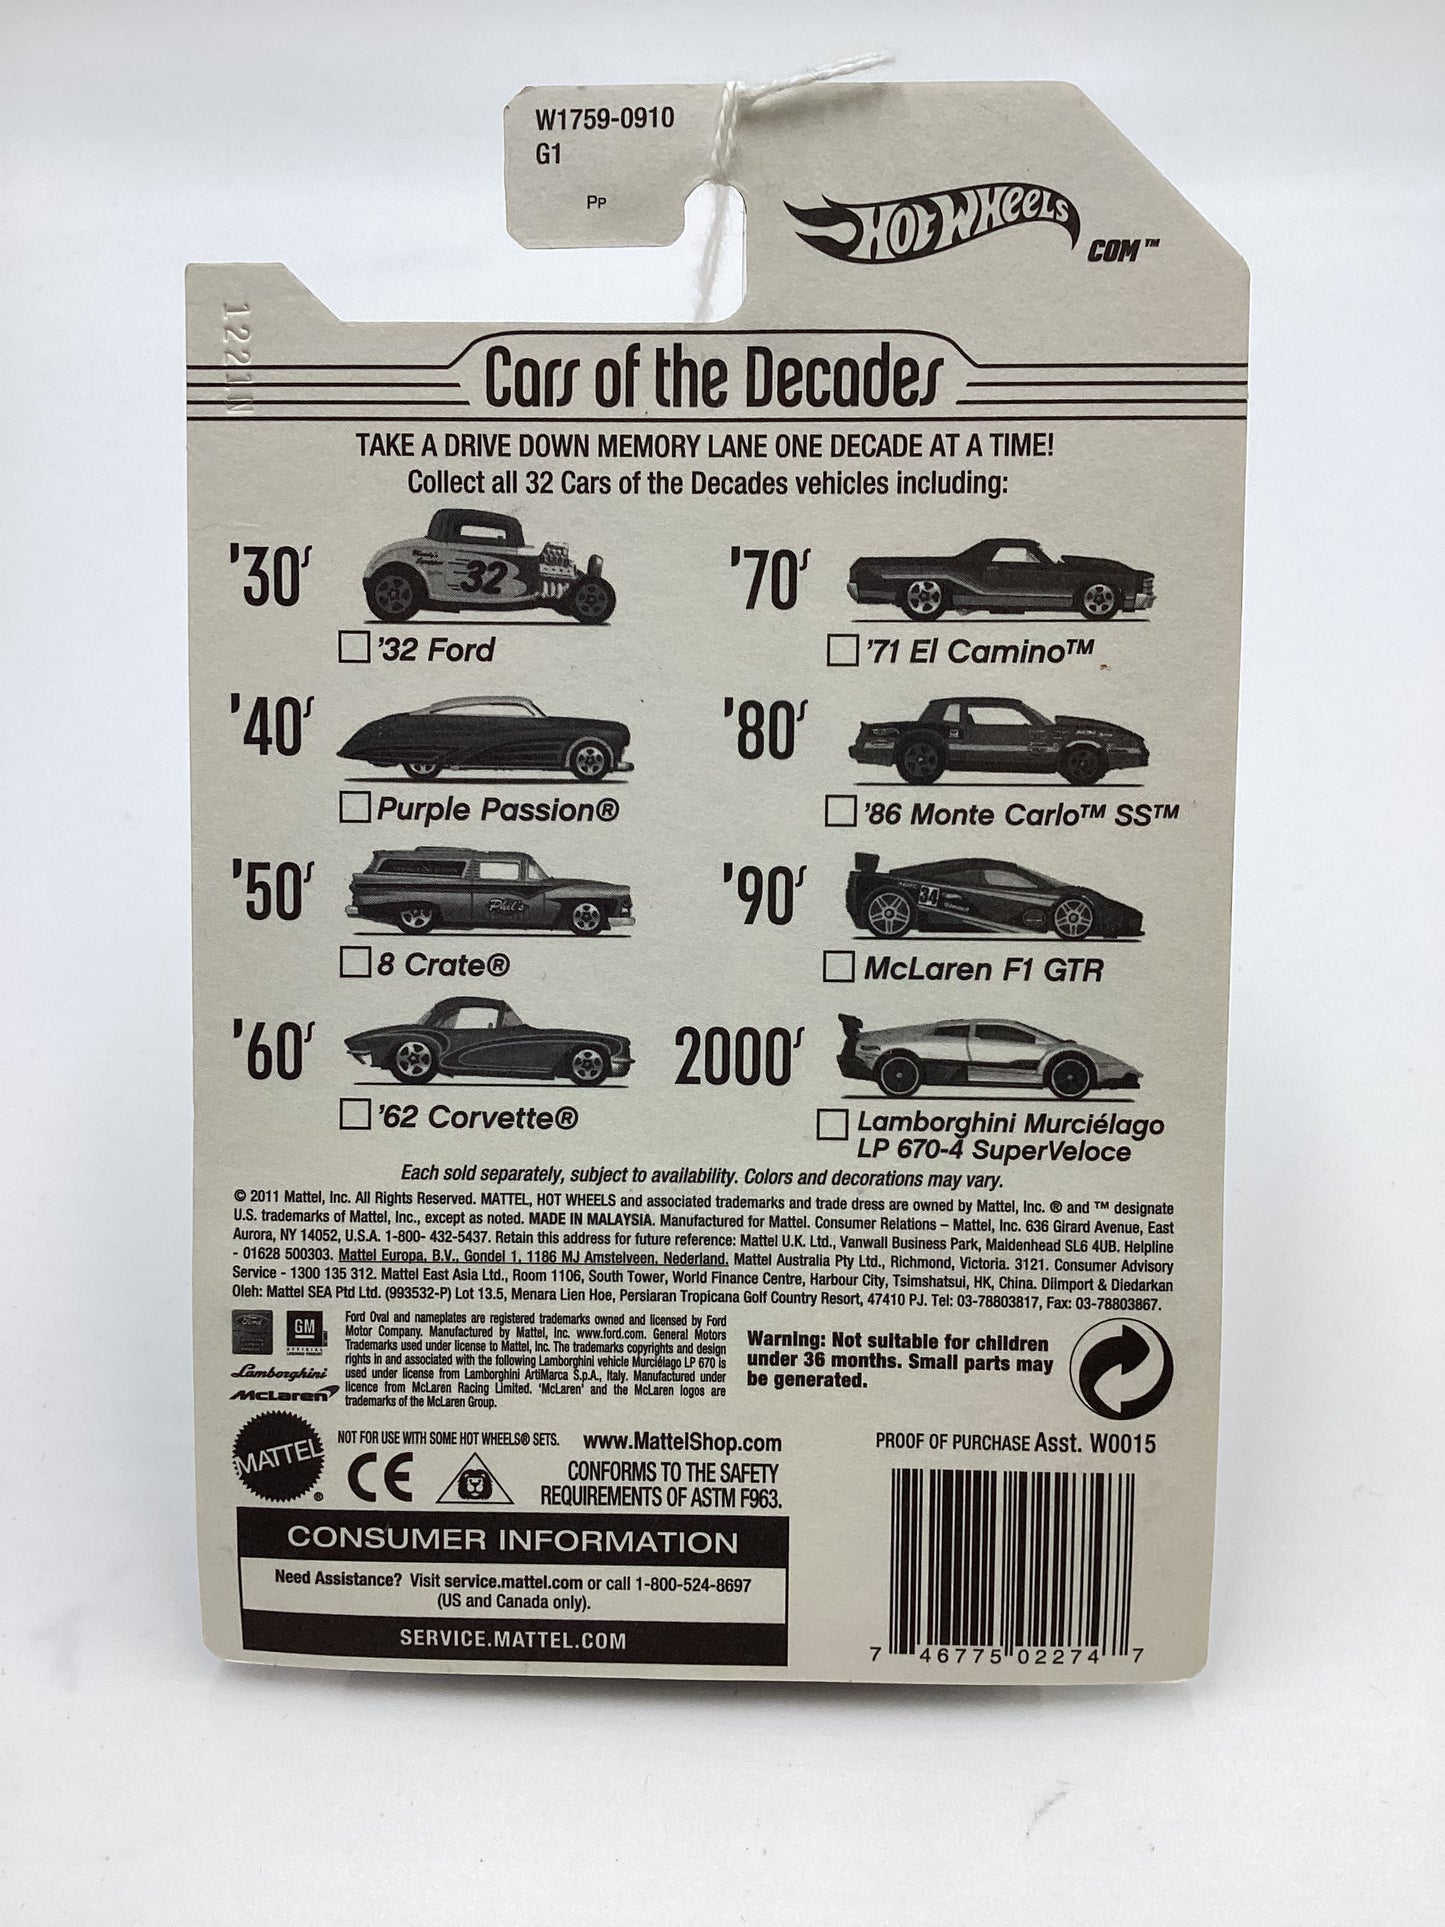 W1759-0910
G1
PP
HOT WHEELS
COM™
1221N
Cars of the Decades
TAKE A DRIVE DOWN MEMORY LANE ONE DECADE AT A TIME!
Collect all 32 Cars of the Decades vehicles including:
'30s
32
'32 Ford
'40s
Purple Passion®
'50s
Phil's
8 Crate®
'60s
'62 Corvette®
'70s
'71 El Camino™
'80s
'86 Monte Carlo™ SS™
'90s
34
McLaren F1 GTR
2000s
Lamborghini Murciélago
LP 670-4 SuperVeloce
Each sold separately, subject to availability. Colors and decorations may vary.
© 2011 Mattel, Inc. All Rights Reserved. MATTEL, HOT WHEELS and associated trademarks and trade dress are owned by Mattel, Inc. ® and ™ designate
U.S. trademarks of Mattel, Inc., except as noted. MADE IN MALAYSIA. Manufactured for Mattel. Consumer Relations – Mattel, Inc. 636 Girard Avenue, East
Aurora, NY 14052, U.S.A. 1-800- 432-5437. Retain this address for future reference: Mattel U.K. Ltd., Vanwall Business Park, Maidenhead SL6 4UB. Helpline
- 01628 500303. Mattel Europa, B.V., Gondel 1, 1186 MJ Amstelveen, Nederland. Mattel Australia Pty Ltd., Richmond, Victoria. 3121. Consumer Advisory
Service - 1300 135 312. Mattel East Asia Ltd., Room 1106, South Tower, World Finance Centre, Harbour City, Tsimshatsui, HK, China. Diimport & Diedarkan
Oleh: Mattel SEA Ptd Ltd. (993532-P) Lot 13.5, Menara Lien Hoe, Persiaran Tropicana Golf Country Resort, 47410 PJ. Tel: 03-78803817, Fax: 03-78803867.
Ford
GM
OFFICIAL
LICENSED PRODUCT
Lamborghini
McLaren
Ford Oval and nameplates are registered trademarks owned and licensed by Ford
Motor Company. Manufactured by Mattel, Inc. www.ford.com. General Motors
Trademarks used under license to Mattel, Inc. The trademarks copyrights and design
rights in and associated with the following Lamborghini vehicle Murciélago LP 670 is
used under license from Lamborghini ArtiMarca S.p.A., Italy. Manufactured under
licence from McLaren Racing Limited. 'McLaren' and the McLaren logos are
trademarks of the McLaren Group.
Warning: Not suitable for children
under 36 months. Small parts may
be generated.
MATTEL®
NOT FOR USE WITH SOME HOT WHEELS® SETS.
www.MattelShop.com
CE
CONFORMS TO THE SAFETY
REQUIREMENTS OF ASTM F963.
PROOF OF PURCHASE Asst. W0015
CONSUMER INFORMATION
Need Assistance? Visit service.mattel.com or call 1-800-524-8697
(US and Canada only).
SERVICE.MATTEL.COM
7 46775 02274 7